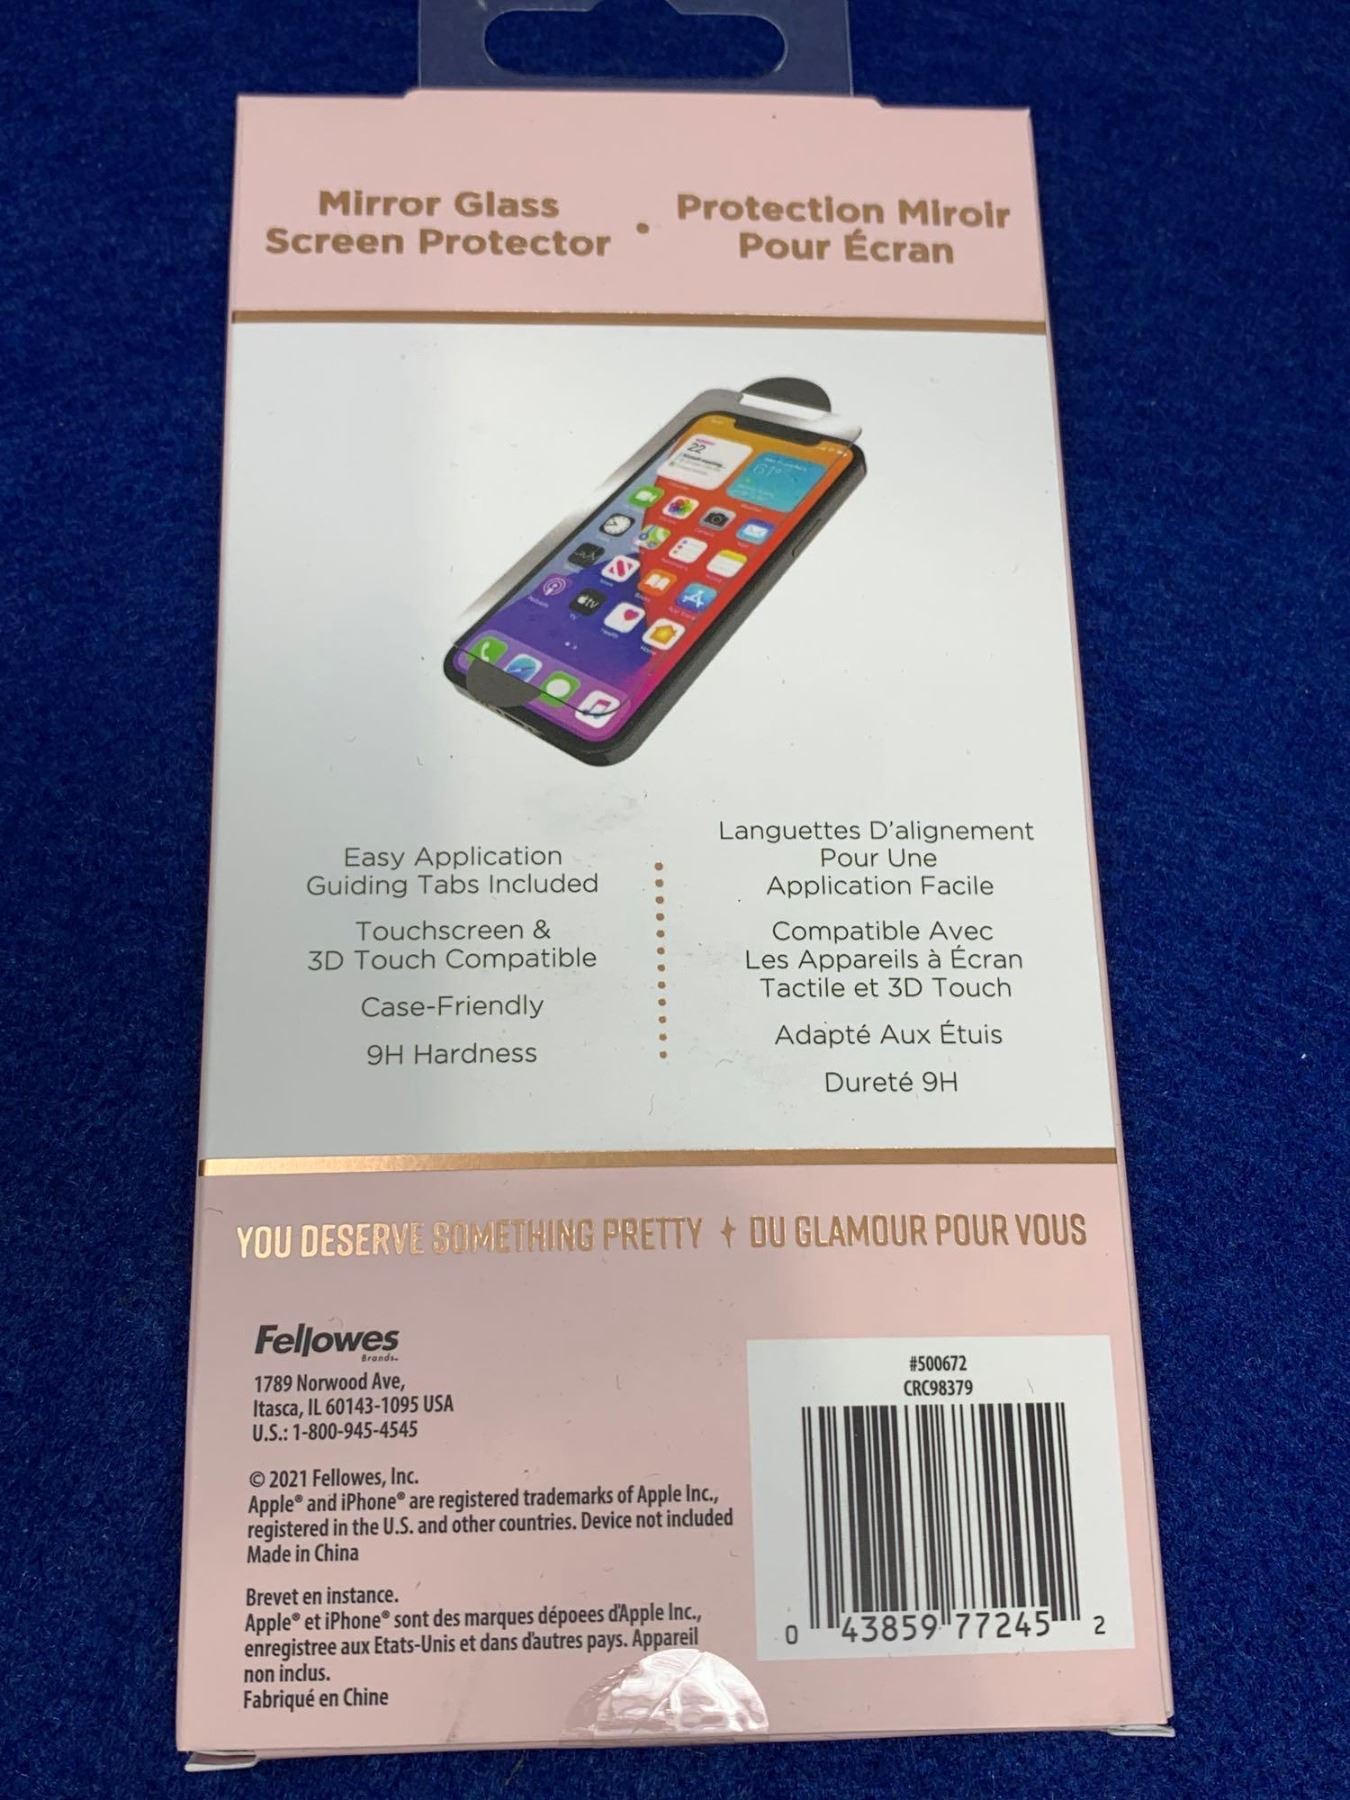 Mirror Glass
Screen Protector
•
Protection Miroir
Pour Écran
22
61°
tv
Easy Application
Guiding Tabs Included
Touchscreen &
3D Touch Compatible
Case-Friendly
9H Hardness
Languettes D'alignement
Pour Une
Application Facile
Compatible Avec
Les Appareils à Écran
Tactile et 3D Touch
Adapté Aux Étuis
Dureté 9H
YOU DESERVE SOMETHING PRETTY ✦ DU GLAMOUR POUR VOUS
Fellowes
Brands™
1789 Norwood Ave,
Itasca, IL 60143-1095 USA
U.S.: 1-800-945-4545
© 2021 Fellowes, Inc.
Apple® and iPhone® are registered trademarks of Apple Inc.,
registered in the U.S. and other countries. Device not included
Made in China
Brevet en instance.
Apple® et iPhone® sont des marques dépoees d'Apple Inc.,
enregistree aux Etats-Unis et dans d'autres pays. Appareil
non inclus.
Fabriqué en Chine
#500672
CRC98379
0 43859 77245 2